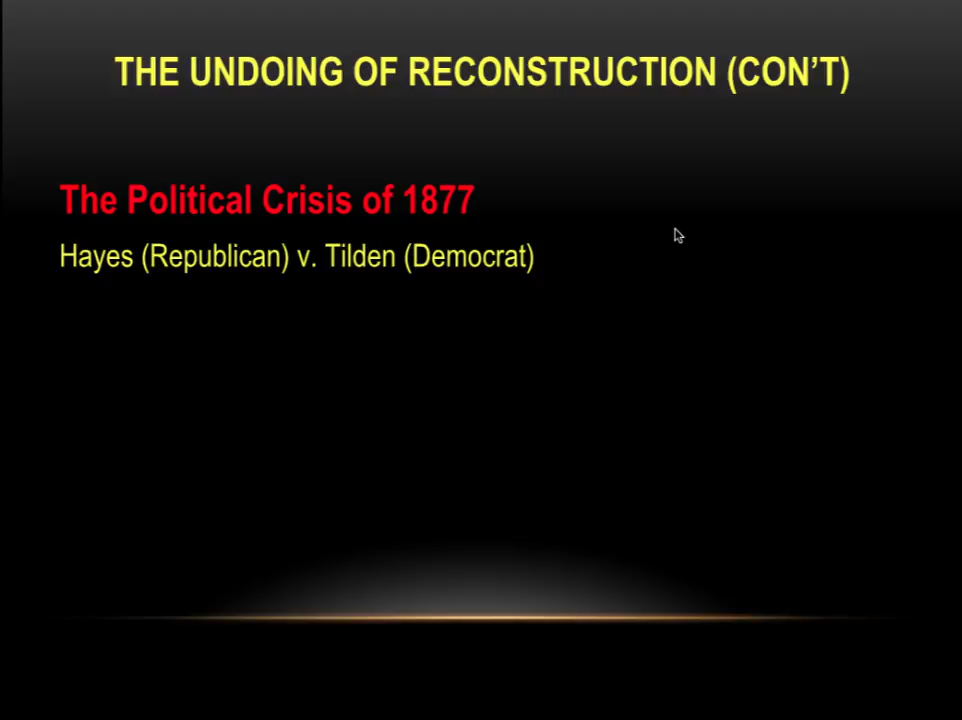 THE UNDOING OF RECONSTRUCTION (CON’T)
The Political Crisis of 1877
Hayes (Republican) v. Tilden (Democrat)